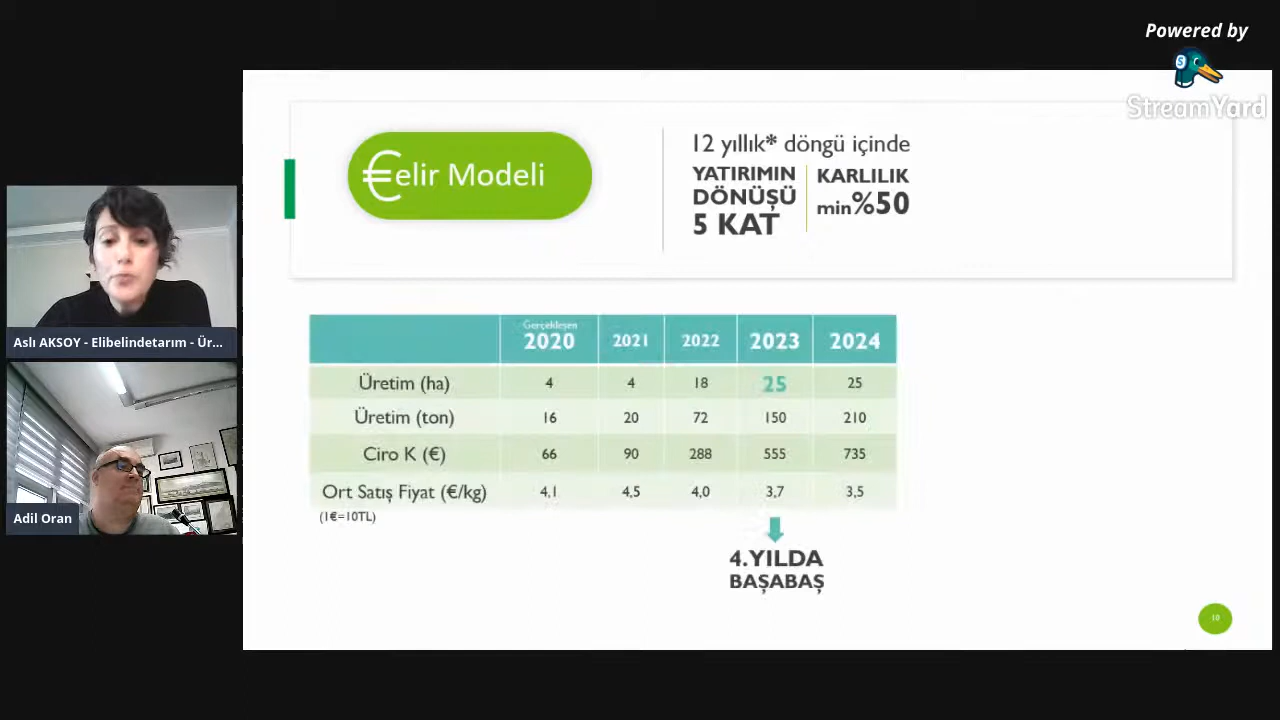 Powered by
StreamYard
€elir Modeli
12 yıllık* döngü içinde
YATIRIMIN
DÖNÜŞÜ
5 KAT
KARLILIK
min%50
Aslı AKSOY - Elibelindetarım - Ür...
Adil Oran
Gerçekleşen
2020 2021 2022 2023 2024
Üretim (ha) 4 4 18 25 25
Üretim (ton) 16 20 72 150 210
Ciro K (€) 66 90 288 555 735
Ort Satış Fiyat (€/kg) 4,1 4,5 4,0 3,7 3,5
(1€=10TL)
4.YILDA
BAŞABAŞ
10